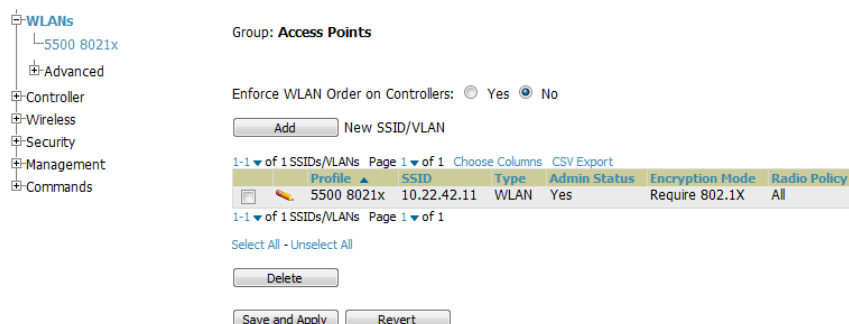 WLANs
5500 8021x
Advanced
Controller
Wireless
Security
Management
Commands
Group: Access Points
Enforce WLAN Order on Controllers: Yes No
Add New SSID/VLAN
1-1 of 1 SSIDs/VLANs Page 1 of 1 Choose Columns CSV Export
Profile SSID Type Admin Status Encryption Mode Radio Policy
5500 8021x 10.22.42.11 WLAN Yes Require 802.1X All
1-1 of 1 SSIDs/VLANs Page 1 of 1
Select All - Unselect All
Delete
Save and Apply Revert